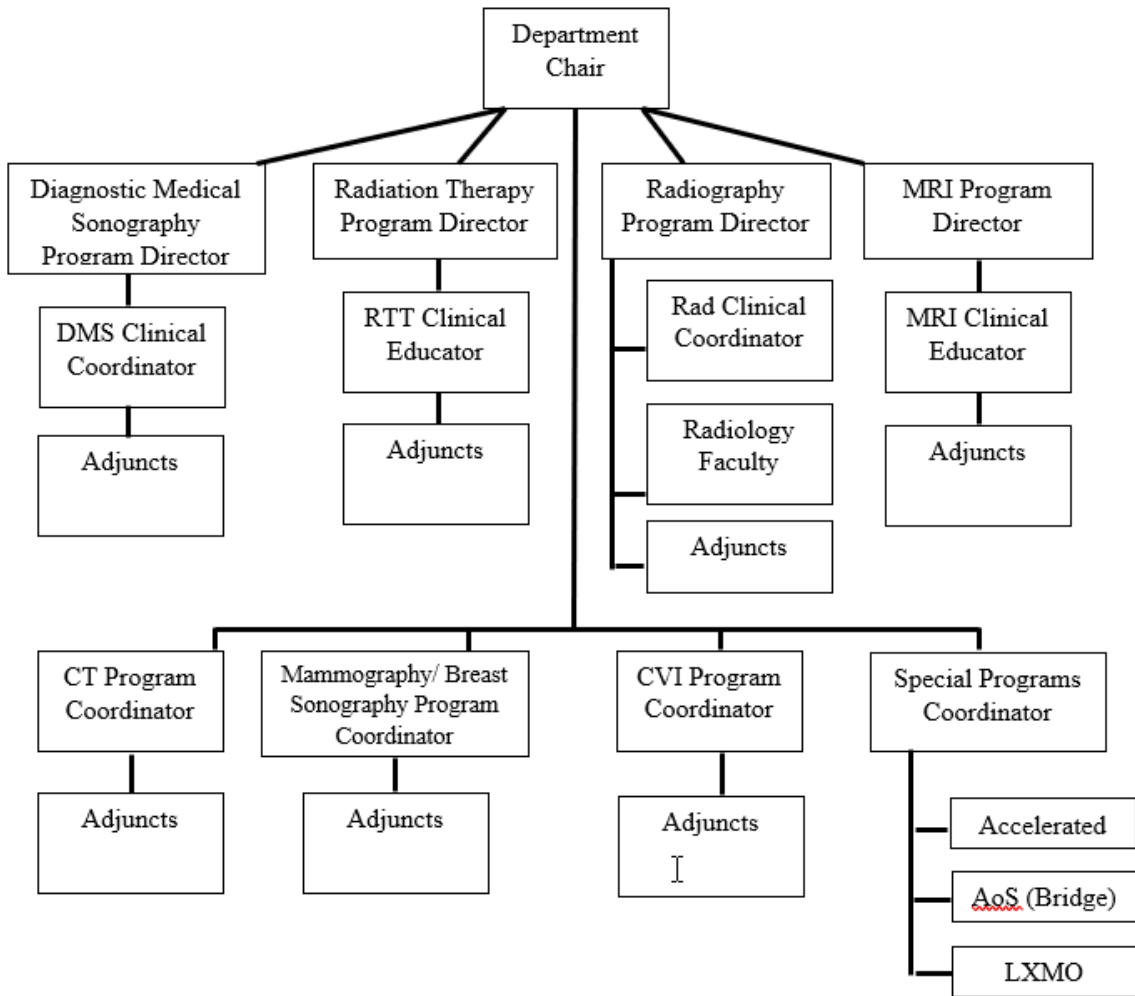 Department
Chair
Diagnostic Medical
Sonography
Program Director
Radiation Therapy
Program Director
Radiography
Program Director
MRI Program
Director
DMS Clinical
Coordinator
RTT Clinical
Educator
Rad Clinical
Coordinator
MRI Clinical
Educator
Adjuncts
Adjuncts
Radiology
Faculty
Adjuncts
Adjuncts
CT Program
Coordinator
Mammography/ Breast
Sonography Program
Coordinator
CVI Program
Coordinator
Special Programs
Coordinator
Adjuncts
Adjuncts
Adjuncts
Accelerated
AoS (Bridge)
LXMO